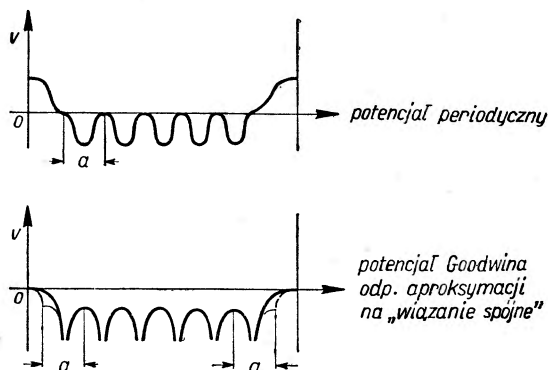 V
0
a
potencjał periodyczny
V
0
potencjał Goodwina
odp. aproksymacji
na „wiązanie spójne"
a
a